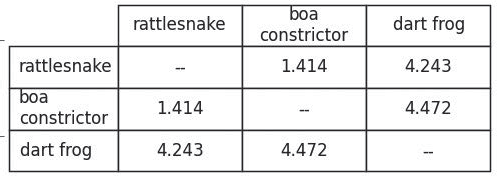 rattlesnake boa constrictor dart frog
rattlesnake -- 1.414 4.243
boa constrictor 1.414 -- 4.472
dart frog 4.243 4.472 --